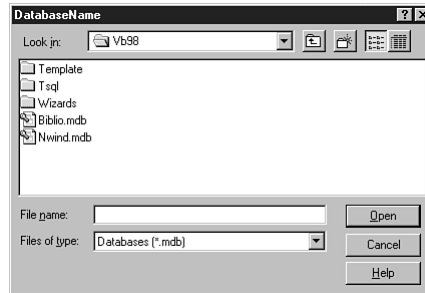 DatabaseName
Look in: Vb98
Template
Tsql
Wizards
Biblio.mdb
Nwind.mdb
File name: Open
Files of type: Databases (*.mdb) Cancel
Help